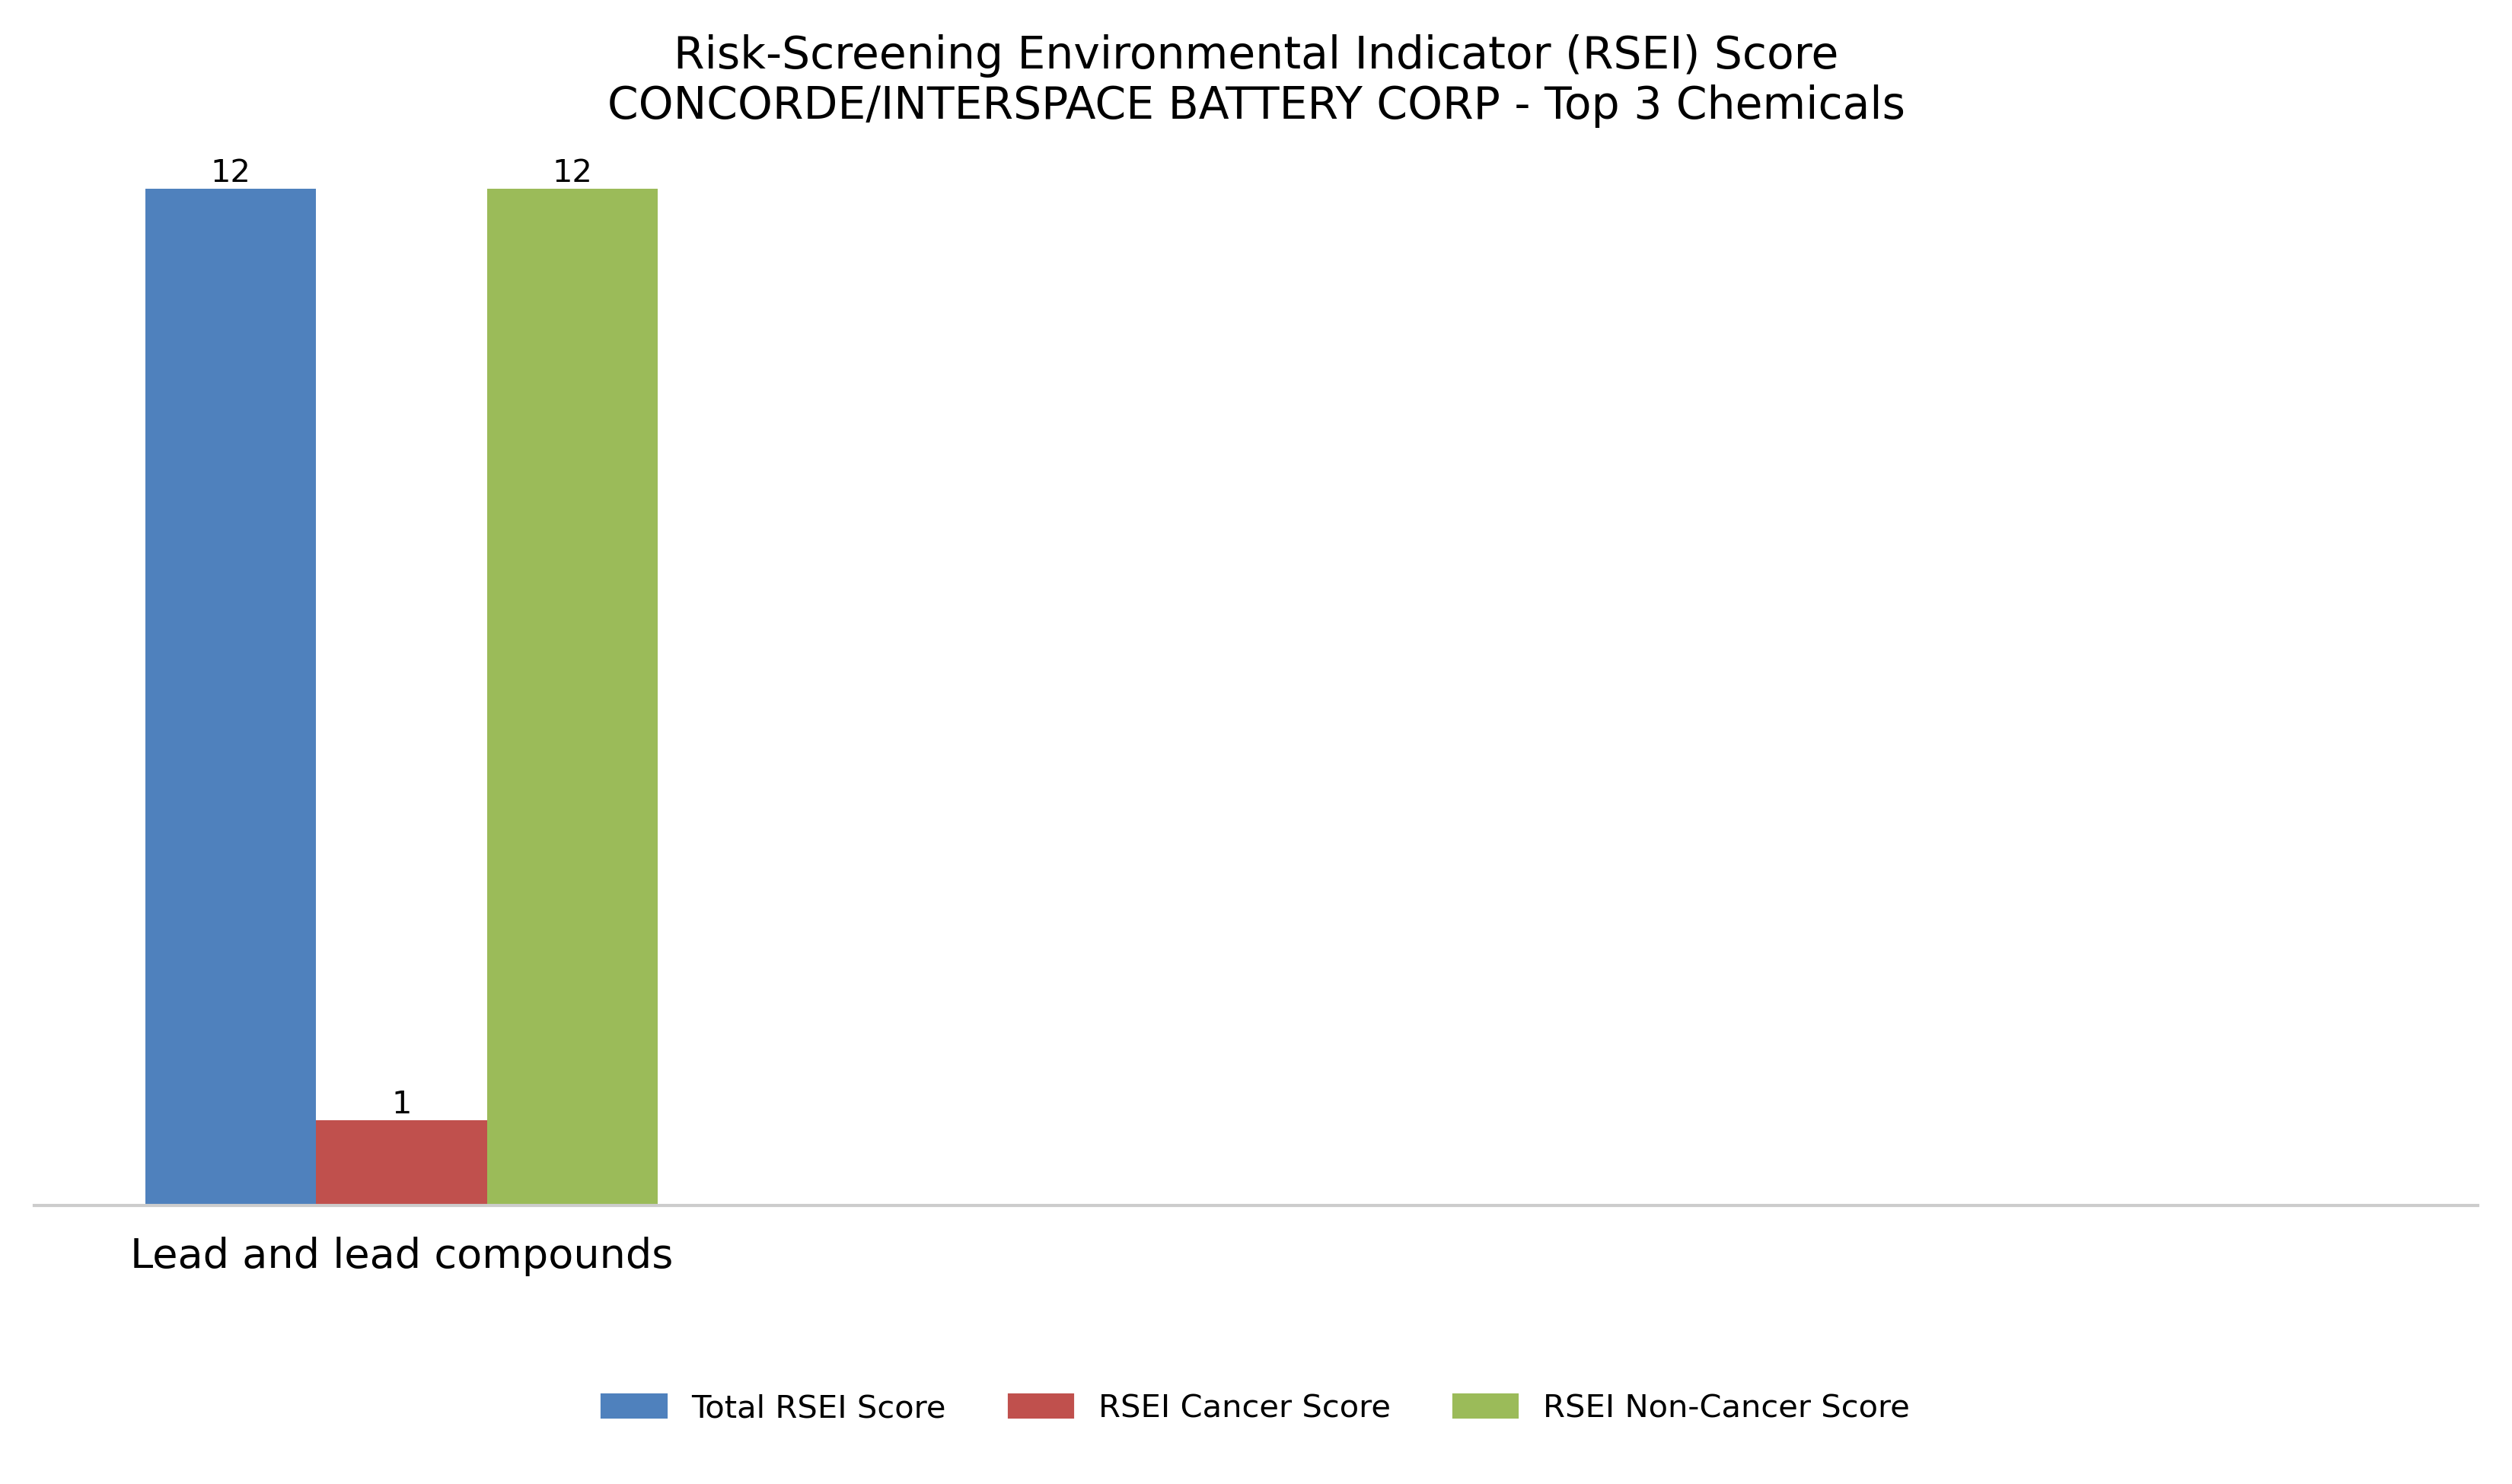 Risk-Screening Environmental Indicator (RSEI) Score
CONCORDE/INTERSPACE BATTERY CORP - Top 3 Chemicals
12
12
1
Lead and lead compounds
Total RSEI Score
RSEI Cancer Score
RSEI Non-Cancer Score